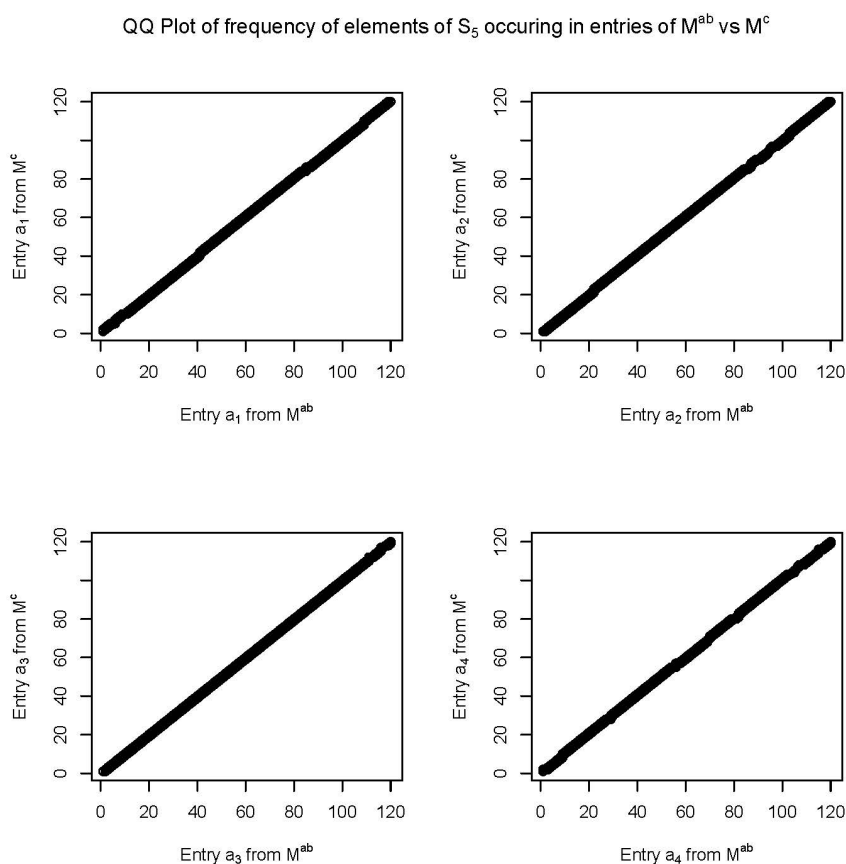 QQ Plot of frequency of elements of S₅ occuring in entries of Mᵃᵇ vs Mᶜ
Entry a₁ from Mᶜ
0 20 40 60 80 120
0 20 40 60 80 100 120
Entry a₁ from Mᵃᵇ
Entry a₂ from Mᶜ
0 20 40 60 80 120
0 20 40 60 80 100 120
Entry a₂ from Mᵃᵇ
Entry a₃ from Mᶜ
0 20 40 60 80 120
0 20 40 60 80 100 120
Entry a₃ from Mᵃᵇ
Entry a₄ from Mᶜ
0 20 40 60 80 120
0 20 40 60 80 100 120
Entry a₄ from Mᵃᵇ